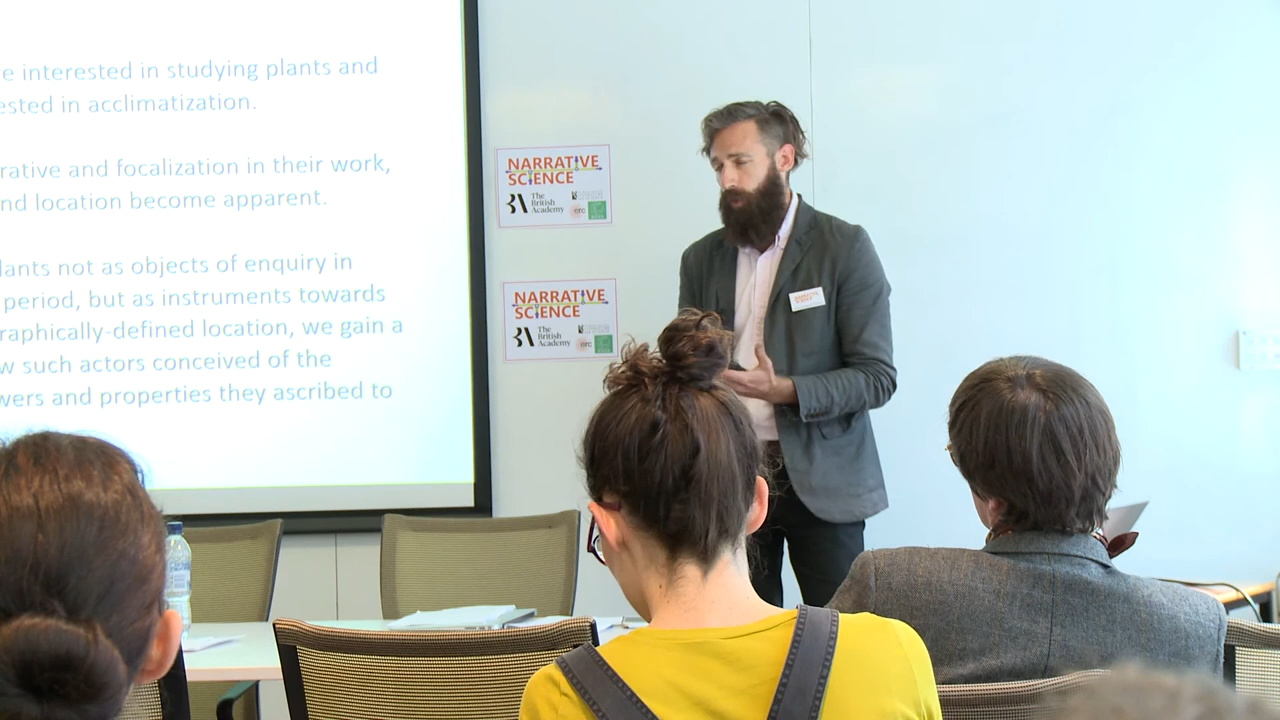 e interested in studying plants and
ested in acclimatization.
rative and focalization in their work,
nd location become apparent.
lants not as objects of enquiry in
period, but as instruments towards
raphically-defined location, we gain a
w such actors conceived of the
wers and properties they ascribed to
NARRATIVE
SCIENCE
BA The
British
Academy
erc
NARRATIVE
SCIENCE
BA The
British
Academy
erc